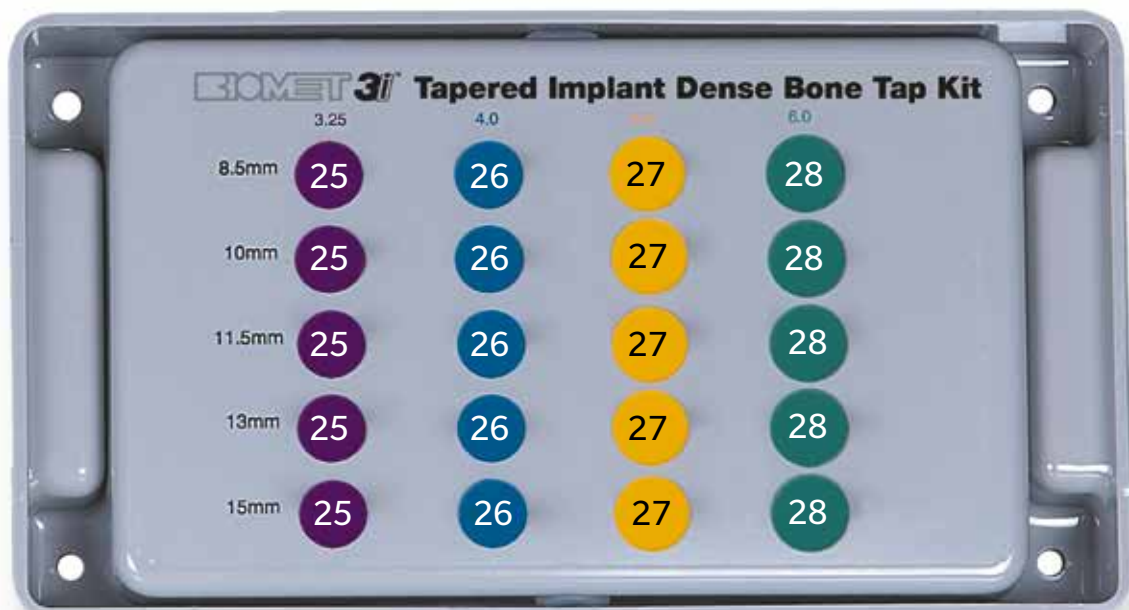 BIOMET 3i Tapered Implant Dense Bone Tap Kit
3.25 4.0 5.0 6.0
8.5mm 25 26 27 28
10mm 25 26 27 28
11.5mm 25 26 27 28
13mm 25 26 27 28
15mm 25 26 27 28